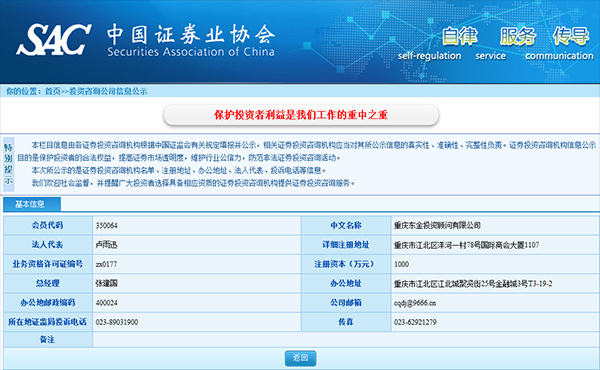 SAC 中国证券业协会
Securities Association of China
自律 服务 传导
self-regulation service communication
你的位置：首页>>投资咨询公司信息公示
保护投资者利益是我们工作的重中之重
特别提示
本栏目信息由各证券投资咨询机构根据中国证监会有关规定填报并公示，相关证券投资咨询机构应当对其所公示信息的真实性、准确性、完整性负责。证券投资咨询机构信息公示
目的是保护投资者的合法权益，提高证券市场透明度，维护行业公信力，防范非法证券投资咨询活动。
本次所公示的是证券投资咨询机构名单、注册地址、办公地址、法人代表、投诉电话等信息。
我们欢迎社会监督，并提醒广大投资者选择具备相应资质的证券投资咨询机构提供证券投资咨询服务。
基本信息
会员代码 350064 中文名称 重庆东金投资顾问有限公司
法人代表 卢雨迅 详细注册地址 重庆市江北区洋河一村78号国际商会大厦1107
业务资格许可证编号 zx0177 注册资本（万元） 1000
总经理 张建国 办公地址 重庆市江北区江北城聚贤街25号金融城3号T3-19-2
办公地邮政编码 400024 公司邮箱 cqdj@9666.cn
所在地证监局投诉电话 023-89031900 传真 023-62921279
备注
返回